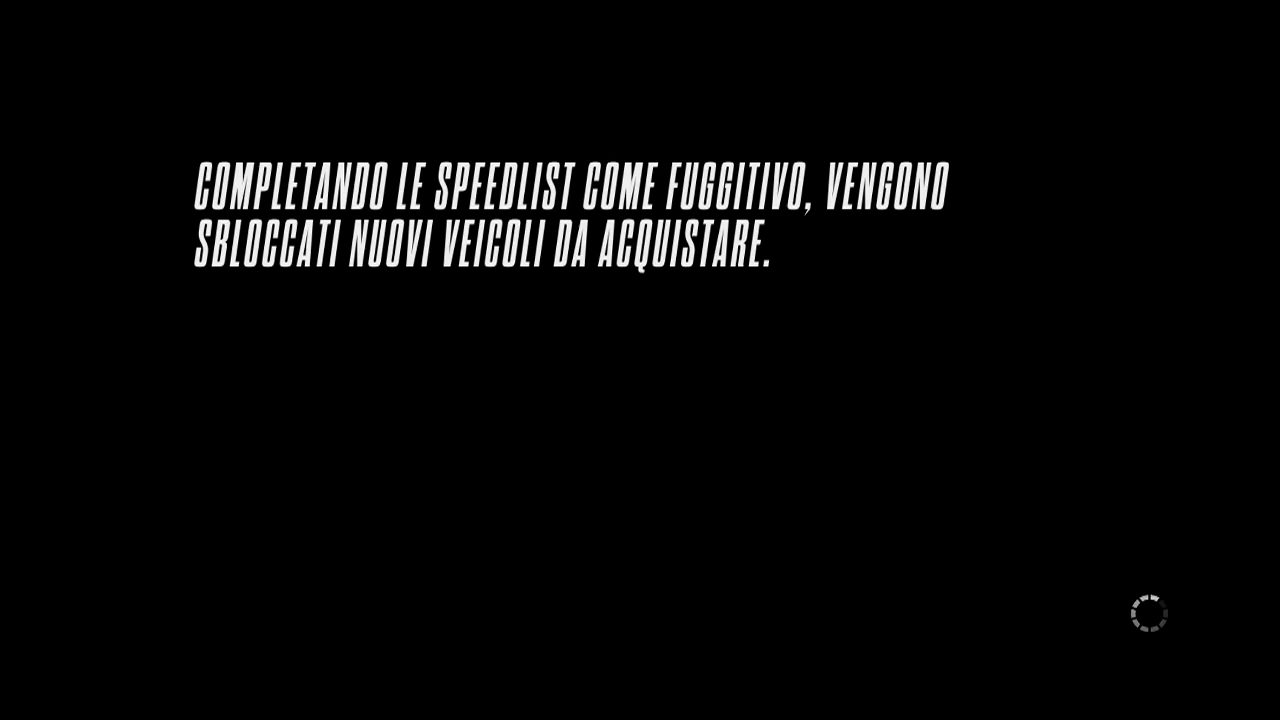 COMPLETANDO LE SPEEDLIST COME FUGGITIVO, VENGONO
SBLOCCATI NUOVI VEICOLI DA ACQUISTARE.